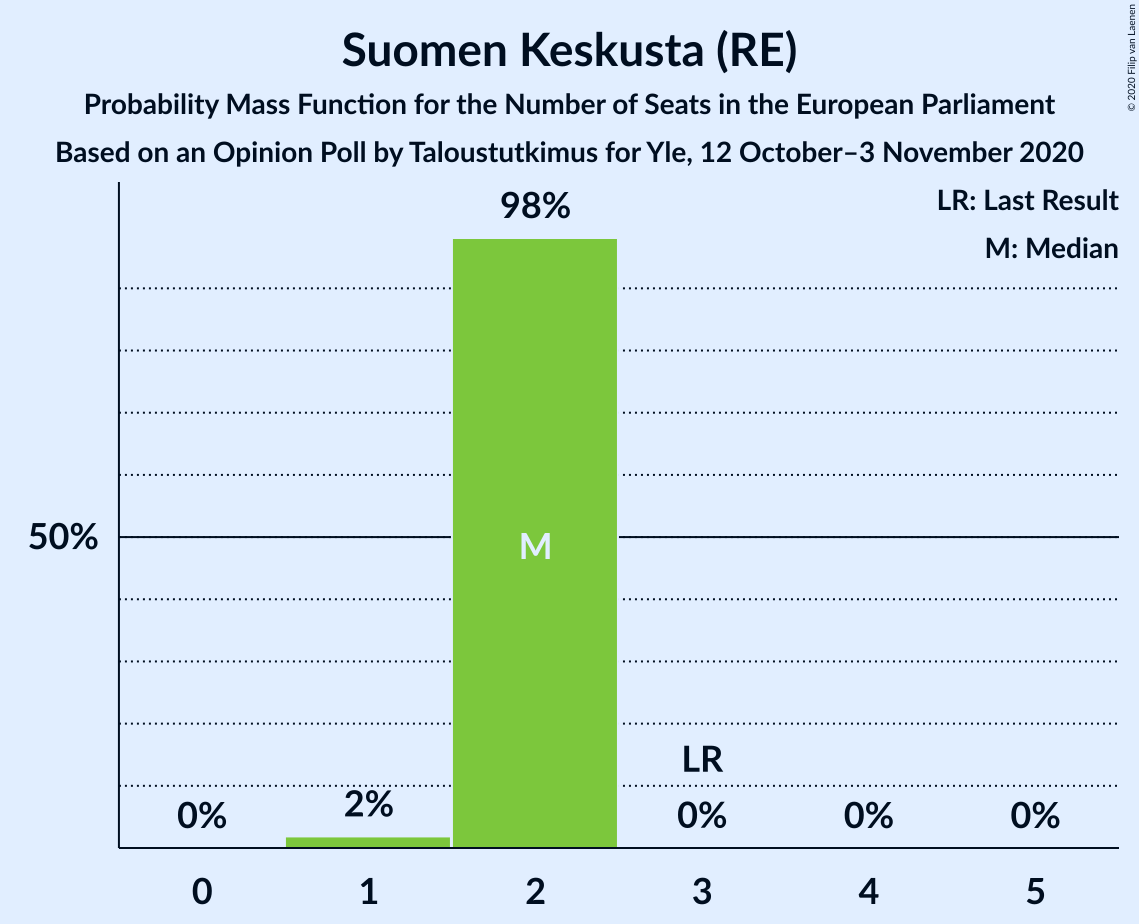 Suomen Keskusta (RE)
Probability Mass Function for the Number of Seats in the European Parliament
Based on an Opinion Poll by Taloustutkimus for Yle, 12 October–3 November 2020
© 2020 Filip van Laenen
LR: Last Result
M: Median
98%
50%
M
LR
0%
2%
0%
0%
0%
0
1
2
3
4
5